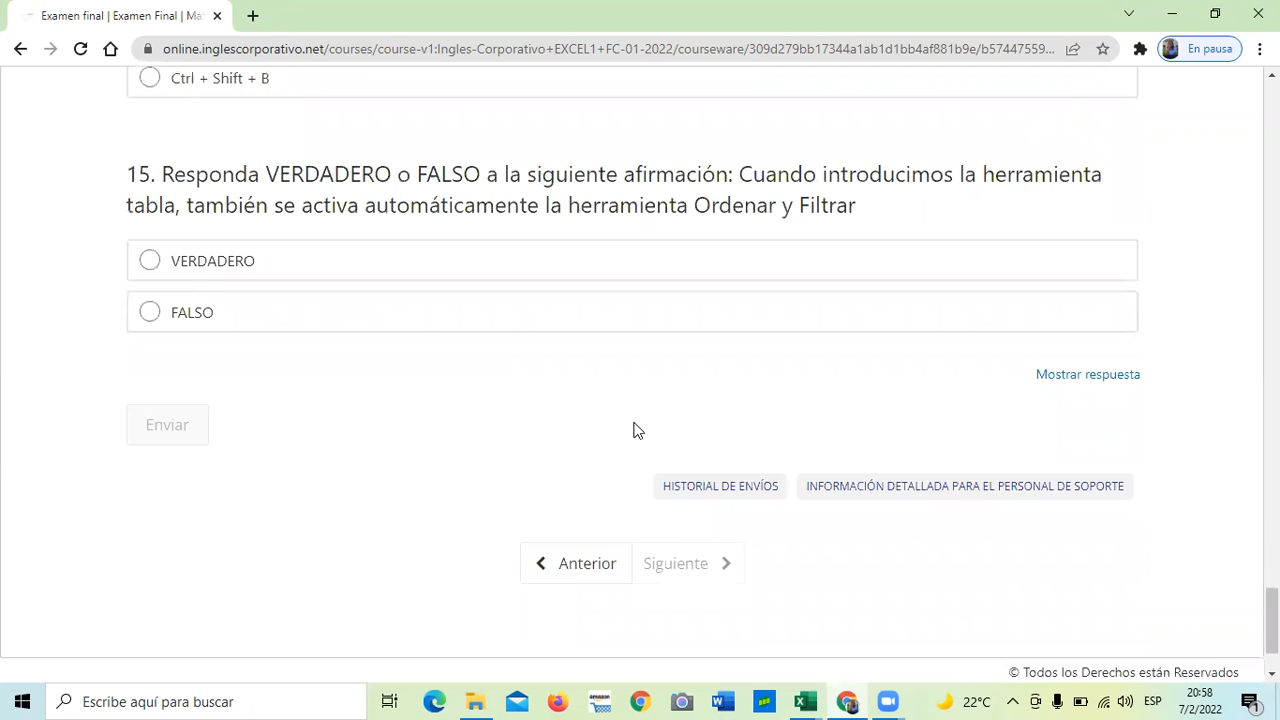 Examen final | Examen Final | Ma
online.inglescorporativo.net/courses/course-v1:Ingles-Corporativo+EXCEL1+FC-01-2022/courseware/309d279bb17344a1ab1d1bb4af881b9e/b57447559...
En pausa
Ctrl + Shift + B
15. Responda VERDADERO o FALSO a la siguiente afirmación: Cuando introducimos la herramienta
tabla, también se activa automáticamente la herramienta Ordenar y Filtrar
VERDADERO
FALSO
Mostrar respuesta
Enviar
HISTORIAL DE ENVÍOS
INFORMACIÓN DETALLADA PARA EL PERSONAL DE SOPORTE
Anterior
Siguiente
© Todos los Derechos están Reservados
Escribe aquí para buscar
22°C
ESP
20:58
7/2/2022